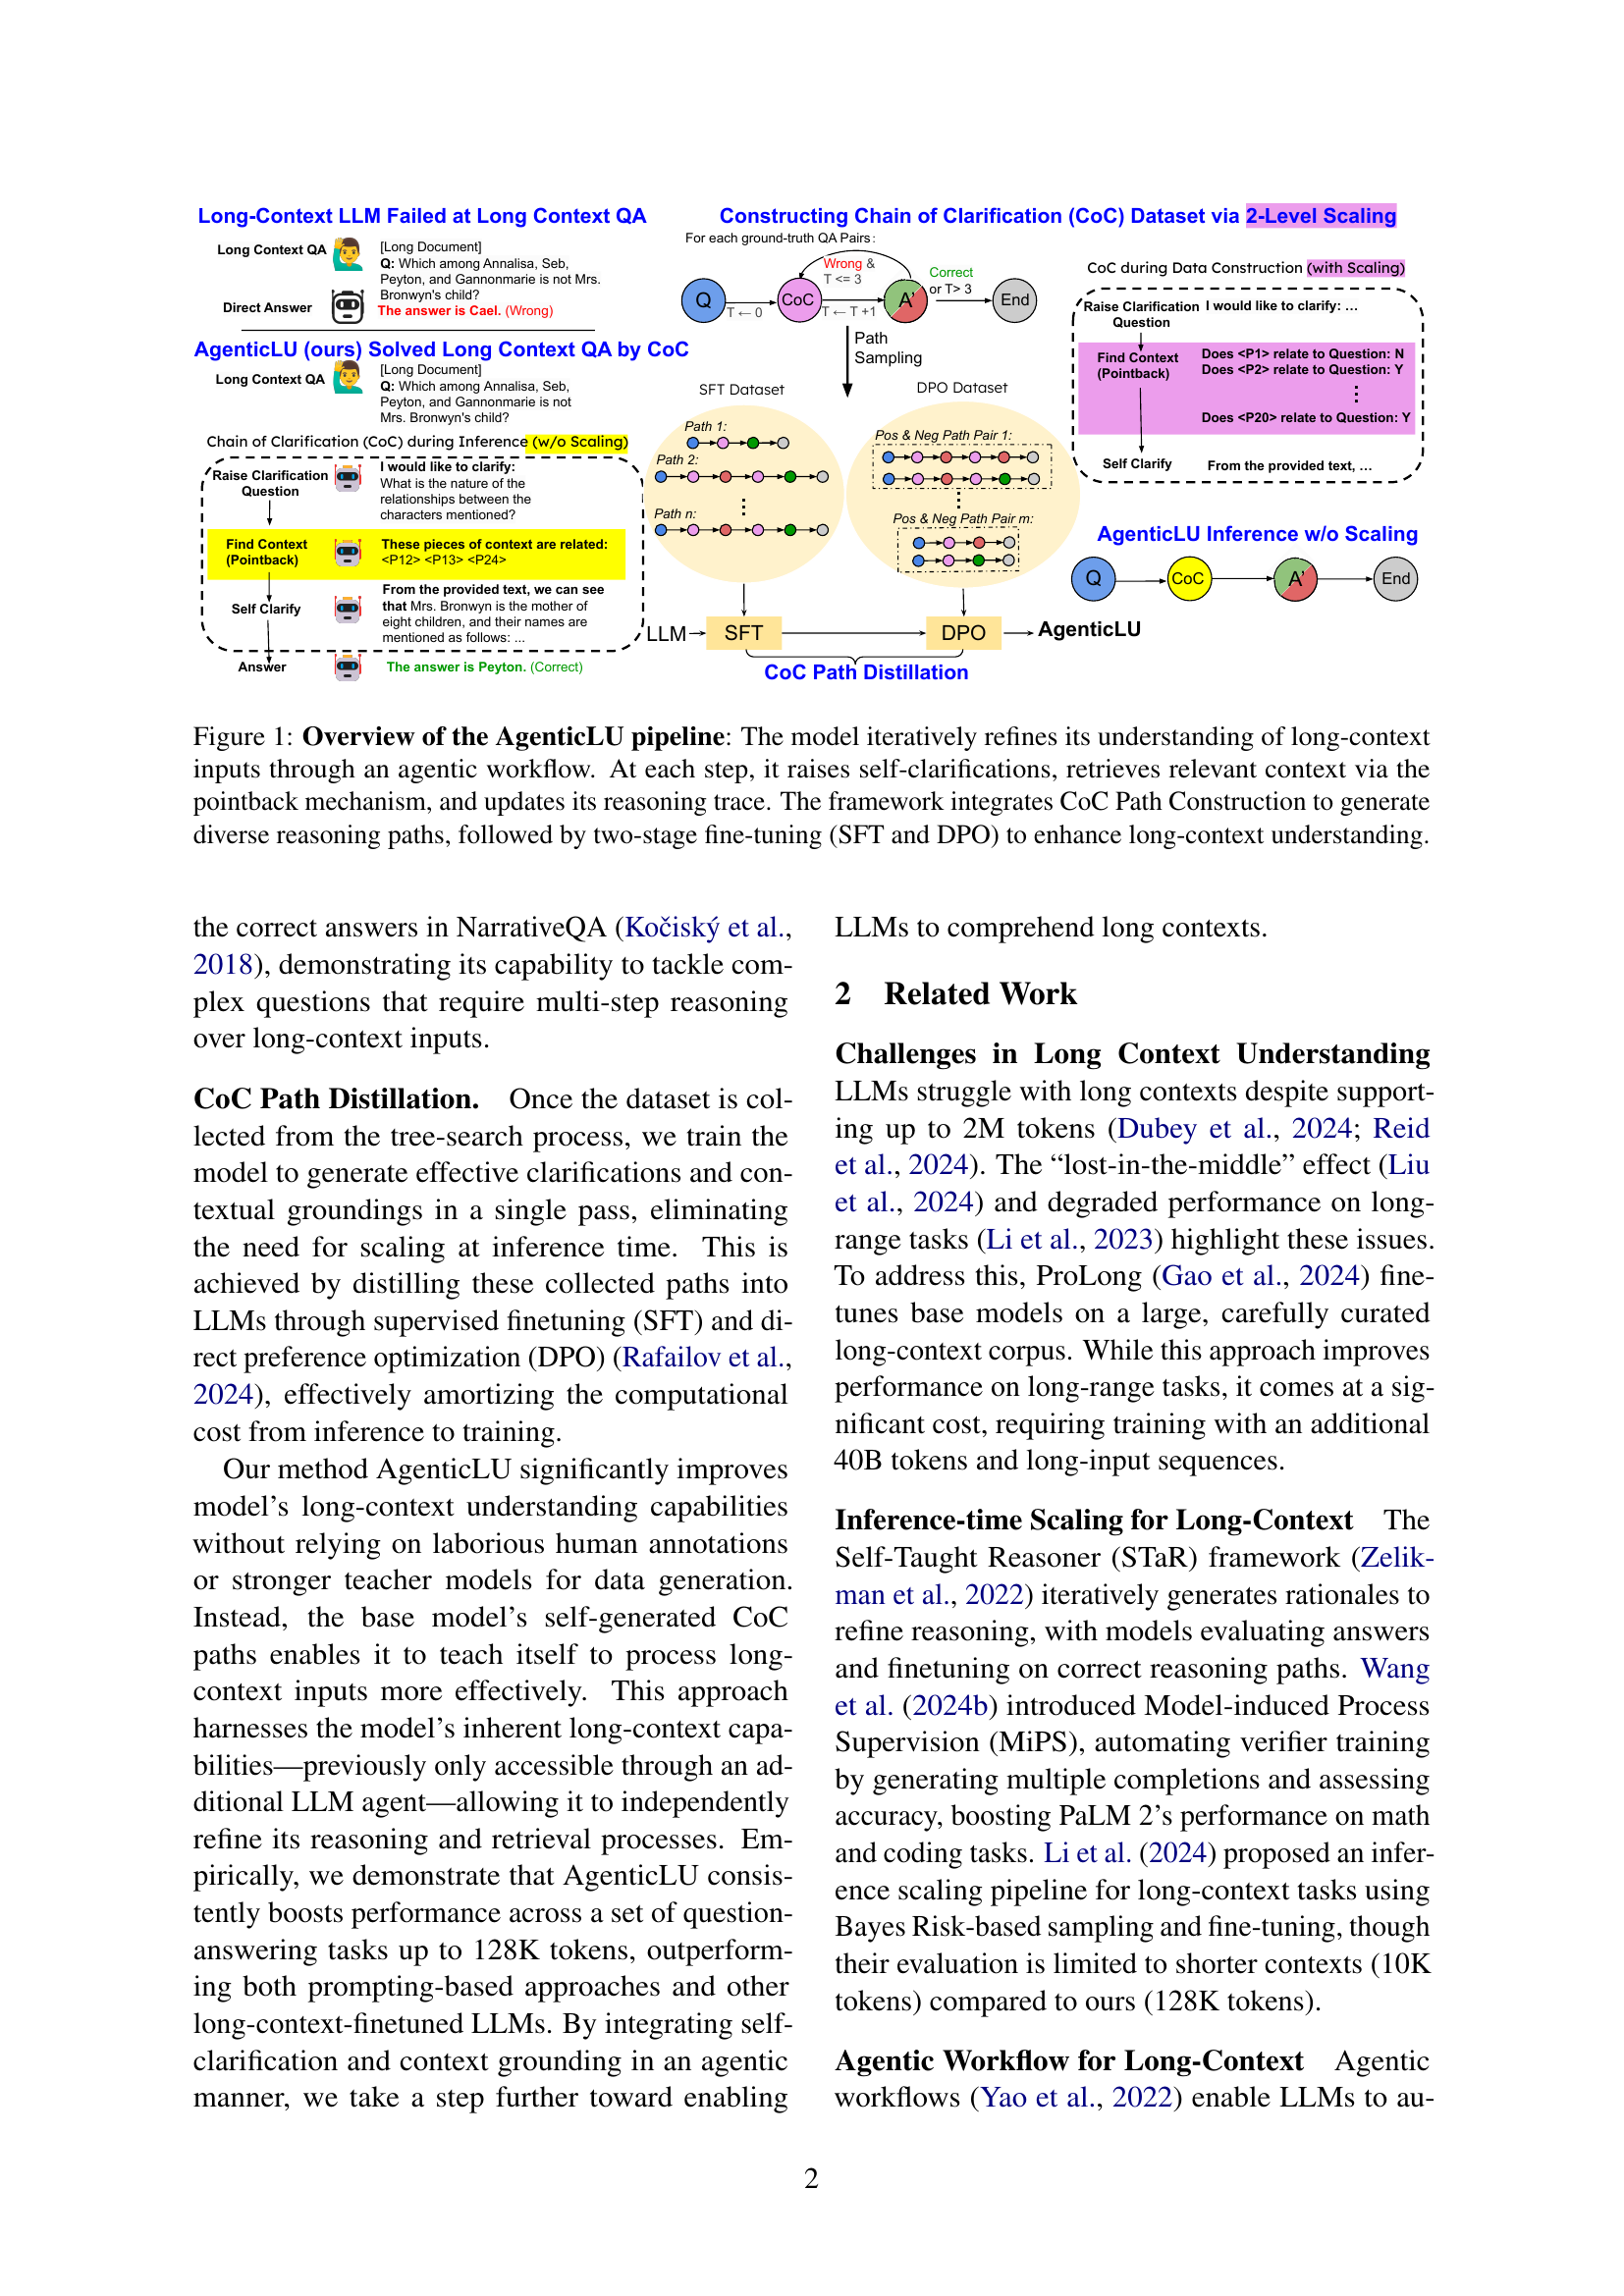 Long-Context LLM Failed at Long Context QA
Long Context QA
[Long Document]
Q: Which among Annalisa, Seb,
Peyton, and Gannonmarie is not Mrs.
Bronwyn's child?
Direct Answer
The answer is Cael. (Wrong)
AgenticLU (ours) Solved Long Context QA by CoC
Long Context QA
[Long Document]
Q: Which among Annalisa, Seb,
Peyton, and Gannonmarie is not
Mrs. Bronwyn's child?
Chain of Clarification (CoC) during Inference (w/o Scaling)
Raise Clarification
Question
I would like to clarify:
What is the nature of the
relationships between the
characters mentioned?
Find Context
(Pointback)
These pieces of context are related:
<P12> <P13> <P24>
Self Clarify
From the provided text, we can see
that Mrs. Bronwyn is the mother of
eight children, and their names are
mentioned as follows: ...
Answer
The answer is Peyton. (Correct)
Constructing Chain of Clarification (CoC) Dataset via 2-Level Scaling
For each ground-truth QA Pairs:
Wrong &
T <= 3
Correct
or T> 3
Q
T ← 0
CoC
T ← T +1
A'
End
Path
Sampling
SFT Dataset
DPO Dataset
Path 1:
Path 2:
⋮
Path n:
Pos & Neg Path Pair 1:
⋮
Pos & Neg Path Pair m:
LLM
SFT
DPO
AgenticLU
CoC Path Distillation
CoC during Data Construction (with Scaling)
Raise Clarification
Question
I would like to clarify: ...
Find Context
(Pointback)
Does <P1> relate to Question: N
Does <P2> relate to Question: Y
⋮
Does <P20> relate to Question: Y
Self Clarify
From the provided text, ...
AgenticLU Inference w/o Scaling
Q
CoC
A'
End
Figure 1: Overview of the AgenticLU pipeline: The model iteratively refines its understanding of long-context
inputs through an agentic workflow. At each step, it raises self-clarifications, retrieves relevant context via the
pointback mechanism, and updates its reasoning trace. The framework integrates CoC Path Construction to generate
diverse reasoning paths, followed by two-stage fine-tuning (SFT and DPO) to enhance long-context understanding.
the correct answers in NarrativeQA (Kočiský et al.,
2018), demonstrating its capability to tackle com-
plex questions that require multi-step reasoning
over long-context inputs.
CoC Path Distillation. Once the dataset is col-
lected from the tree-search process, we train the
model to generate effective clarifications and con-
textual groundings in a single pass, eliminating
the need for scaling at inference time. This is
achieved by distilling these collected paths into
LLMs through supervised finetuning (SFT) and di-
rect preference optimization (DPO) (Rafailov et al.,
2024), effectively amortizing the computational
cost from inference to training.
Our method AgenticLU significantly improves
model's long-context understanding capabilities
without relying on laborious human annotations
or stronger teacher models for data generation.
Instead, the base model's self-generated CoC
paths enables it to teach itself to process long-
context inputs more effectively. This approach
harnesses the model's inherent long-context capa-
bilities—previously only accessible through an ad-
ditional LLM agent—allowing it to independently
refine its reasoning and retrieval processes. Em-
pirically, we demonstrate that AgenticLU consis-
tently boosts performance across a set of question-
answering tasks up to 128K tokens, outperform-
ing both prompting-based approaches and other
long-context-finetuned LLMs. By integrating self-
clarification and context grounding in an agentic
manner, we take a step further toward enabling
LLMs to comprehend long contexts.
2 Related Work
Challenges in Long Context Understanding
LLMs struggle with long contexts despite support-
ing up to 2M tokens (Dubey et al., 2024; Reid
et al., 2024). The “lost-in-the-middle” effect (Liu
et al., 2024) and degraded performance on long-
range tasks (Li et al., 2023) highlight these issues.
To address this, ProLong (Gao et al., 2024) fine-
tunes base models on a large, carefully curated
long-context corpus. While this approach improves
performance on long-range tasks, it comes at a sig-
nificant cost, requiring training with an additional
40B tokens and long-input sequences.
Inference-time Scaling for Long-Context The
Self-Taught Reasoner (STaR) framework (Zelik-
man et al., 2022) iteratively generates rationales to
refine reasoning, with models evaluating answers
and finetuning on correct reasoning paths. Wang
et al. (2024b) introduced Model-induced Process
Supervision (MiPS), automating verifier training
by generating multiple completions and assessing
accuracy, boosting PaLM 2's performance on math
and coding tasks. Li et al. (2024) proposed an infer-
ence scaling pipeline for long-context tasks using
Bayes Risk-based sampling and fine-tuning, though
their evaluation is limited to shorter contexts (10K
tokens) compared to ours (128K tokens).
Agentic Workflow for Long-Context Agentic
workflows (Yao et al., 2022) enable LLMs to au-
2